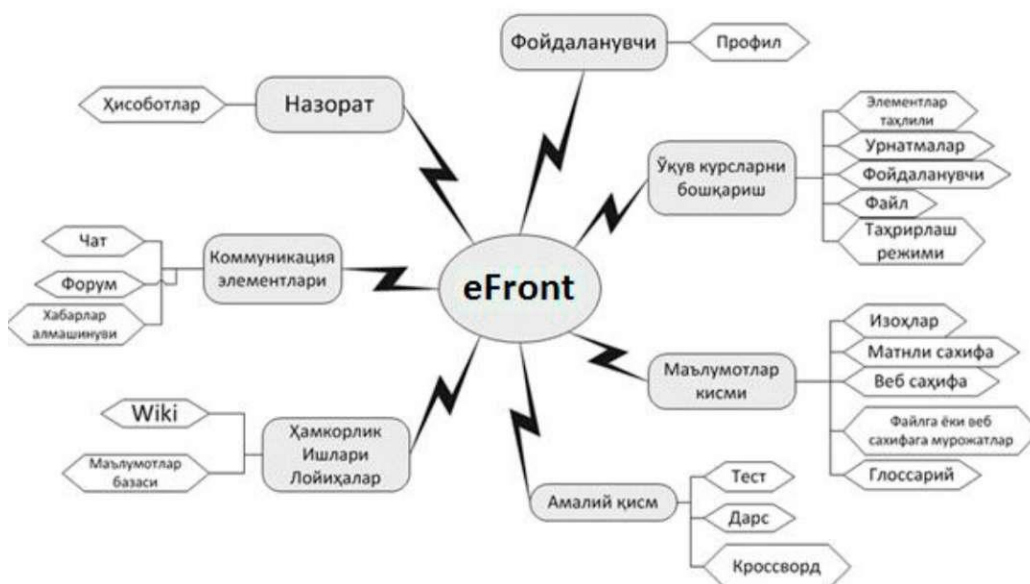 Фойдаланувчи
Профил
Ҳисоботлар
Назорат
Ўқув курсларни
бошқариш
Элементлар
таҳлили
Урнатмалар
Фойдаланувчи
Файл
Таҳрирлаш
режими
Чат
Форум
Хабарлар
алмашинуви
Коммуникация
элементлари
eFront
Маълумотлар
кисми
Изоҳлар
Матнли сахифа
Веб саҳифа
Файлга ёки веб
сахифага мурожатлар
Глоссарий
Wiki
Маълумотлар
базаси
Ҳамкорлик
Ишлари
Лойиҳалар
Амалий қисм
Тест
Дарс
Кроссворд